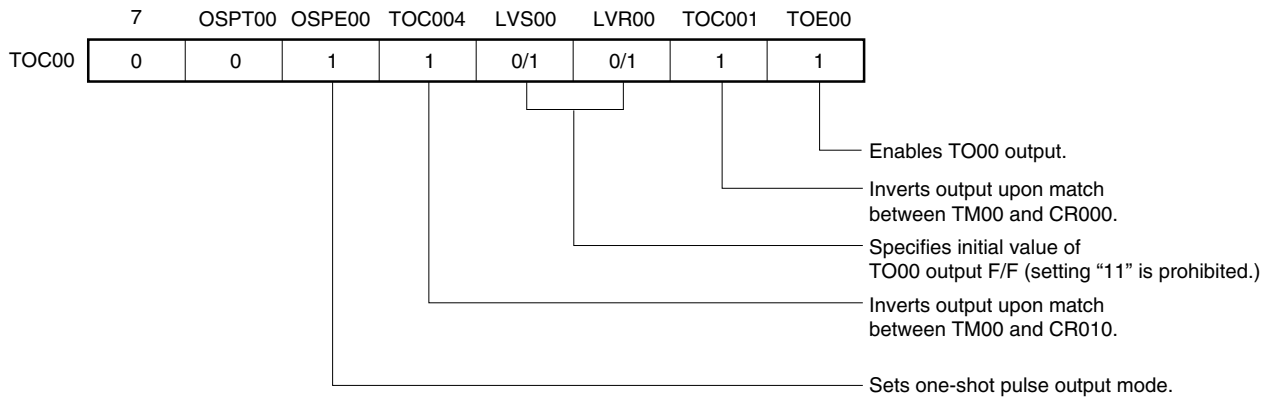 7 OSPT00 OSPE00 TOC004 LVS00 LVR00 TOC001 TOE00
TOC00 0 0 1 1 0/1 0/1 1 1
Enables TO00 output.
Inverts output upon match
between TM00 and CR000.
Specifies initial value of
TO00 output F/F (setting “11” is prohibited.)
Inverts output upon match
between TM00 and CR010.
Sets one-shot pulse output mode.